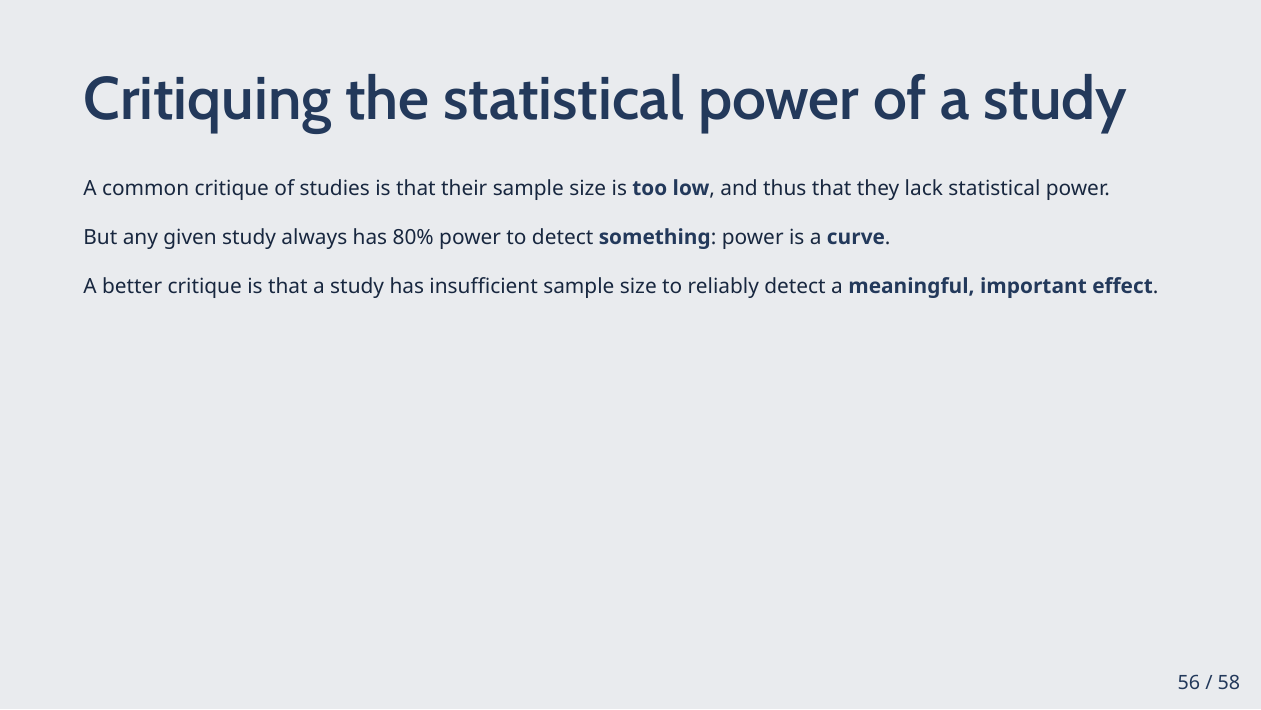 Critiquing the statistical power of a study
A common critique of studies is that their sample size is too low, and thus that they lack statistical power.
But any given study always has 80% power to detect something: power is a curve.
A better critique is that a study has insufficient sample size to reliably detect a meaningful, important effect.
56 / 58